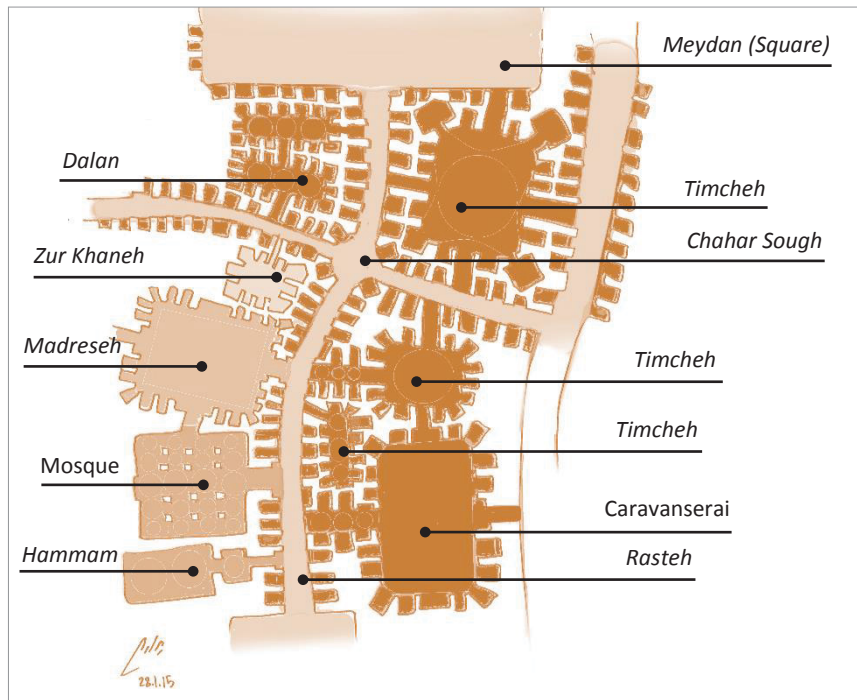 Meydan (Square)
Dalan
Timcheh
Zur Khaneh
Chahar Sough
Madreseh
Timcheh
Timcheh
Mosque
Caravanserai
Hammam
Rasteh
28.1.15